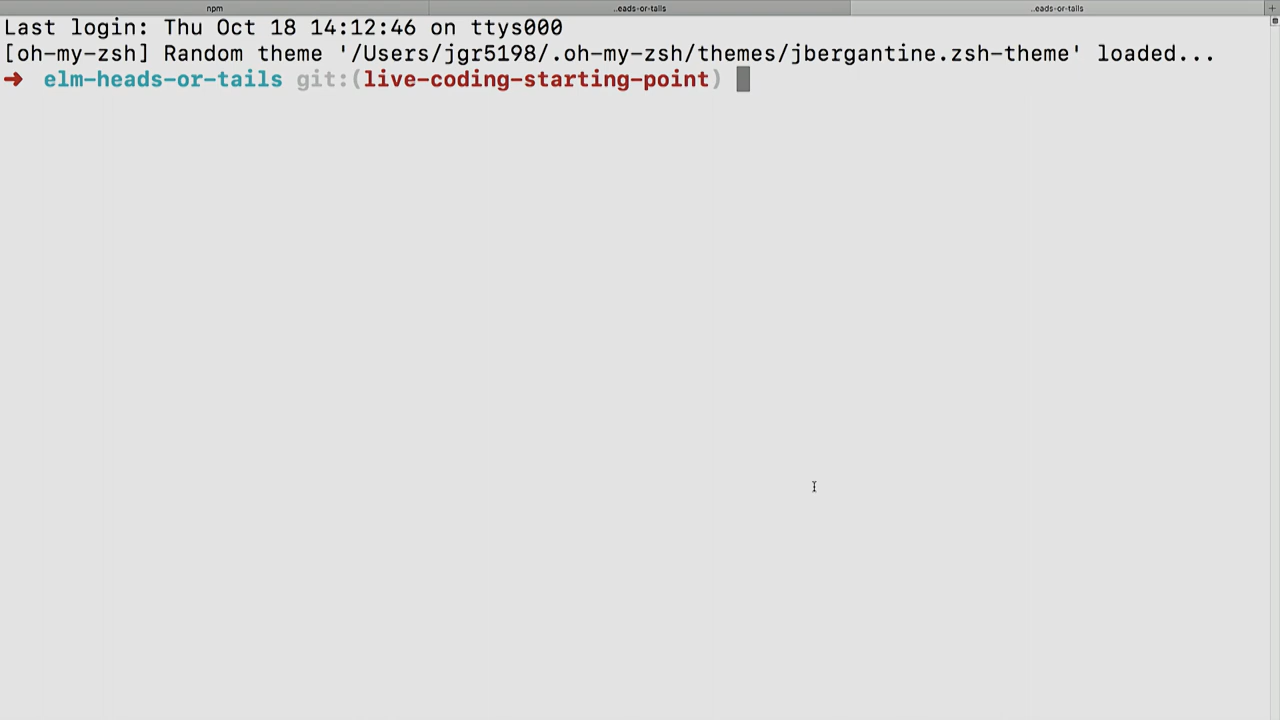 npm
..eads-or-tails
..eads-or-tails
Last login: Thu Oct 18 14:12:46 on ttys000
[oh-my-zsh] Random theme '/Users/jgr5198/.oh-my-zsh/themes/jbergantine.zsh-theme' loaded...
➜ elm-heads-or-tails git:(live-coding-starting-point)